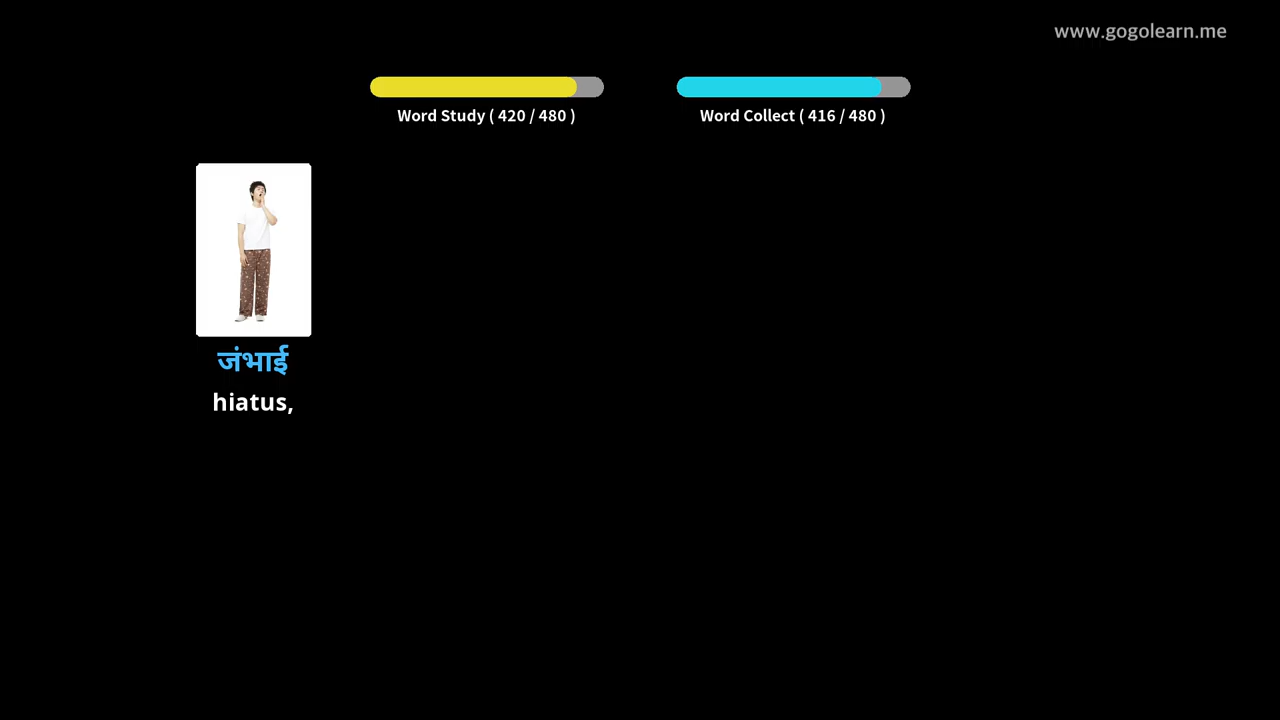 www.gogolearn.me
Word Study ( 420 / 480 )
Word Collect ( 416 / 480 )
जंभाई
hiatus,